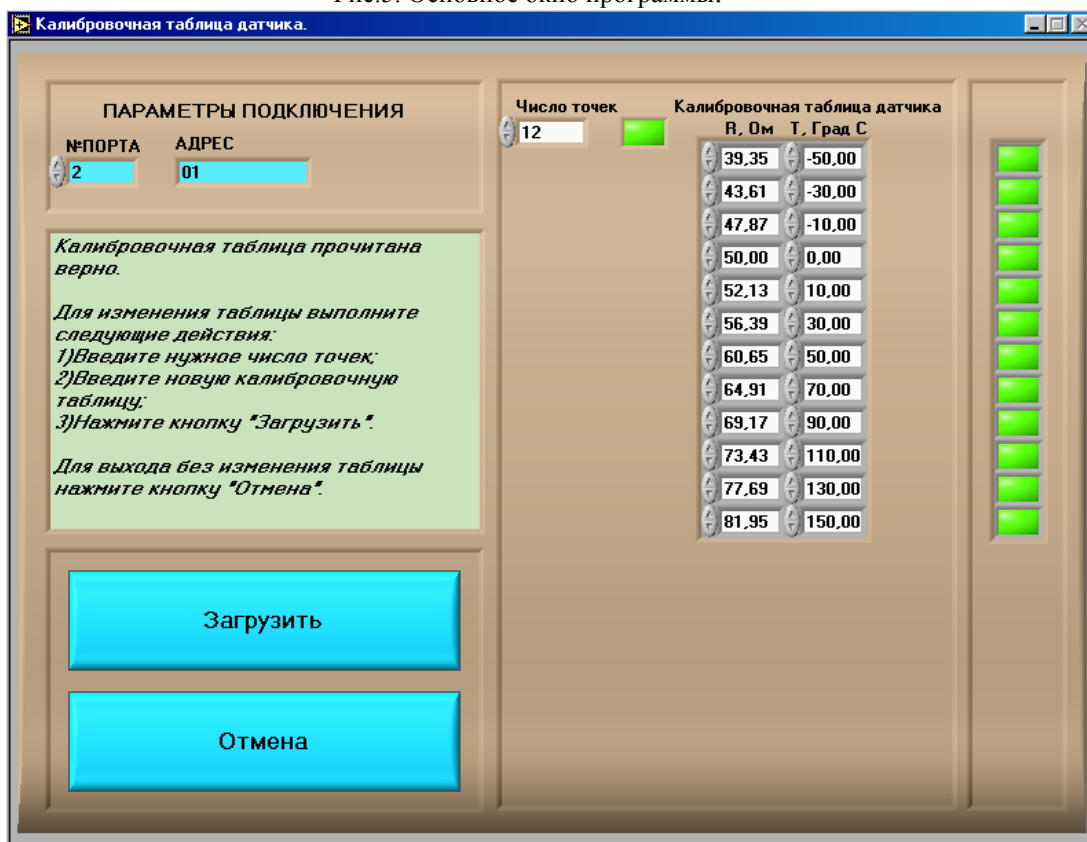 Рис.3. Основное окно программы.
Калибровочная таблица датчика.
ПАРАМЕТРЫ ПОДКЛЮЧЕНИЯ
№ПОРТА АДРЕС
2 01
Калибровочная таблица прочитана
верно.
Для изменения таблицы выполните
следующие действия:
1)Введите нужное число точек;
2)Введите новую калибровочную
таблицу;
3)Нажмите кнопку "Загрузить".
Для выхода без изменения таблицы
нажмите кнопку "Отмена".
Загрузить
Отмена
Число точек
12
Калибровочная таблица датчика
R, Ом T, Град С
39,35 -50,00
43,61 -30,00
47,87 -10,00
50,00 0,00
52,13 10,00
56,39 30,00
60,65 50,00
64,91 70,00
69,17 90,00
73,43 110,00
77,69 130,00
81,95 150,00